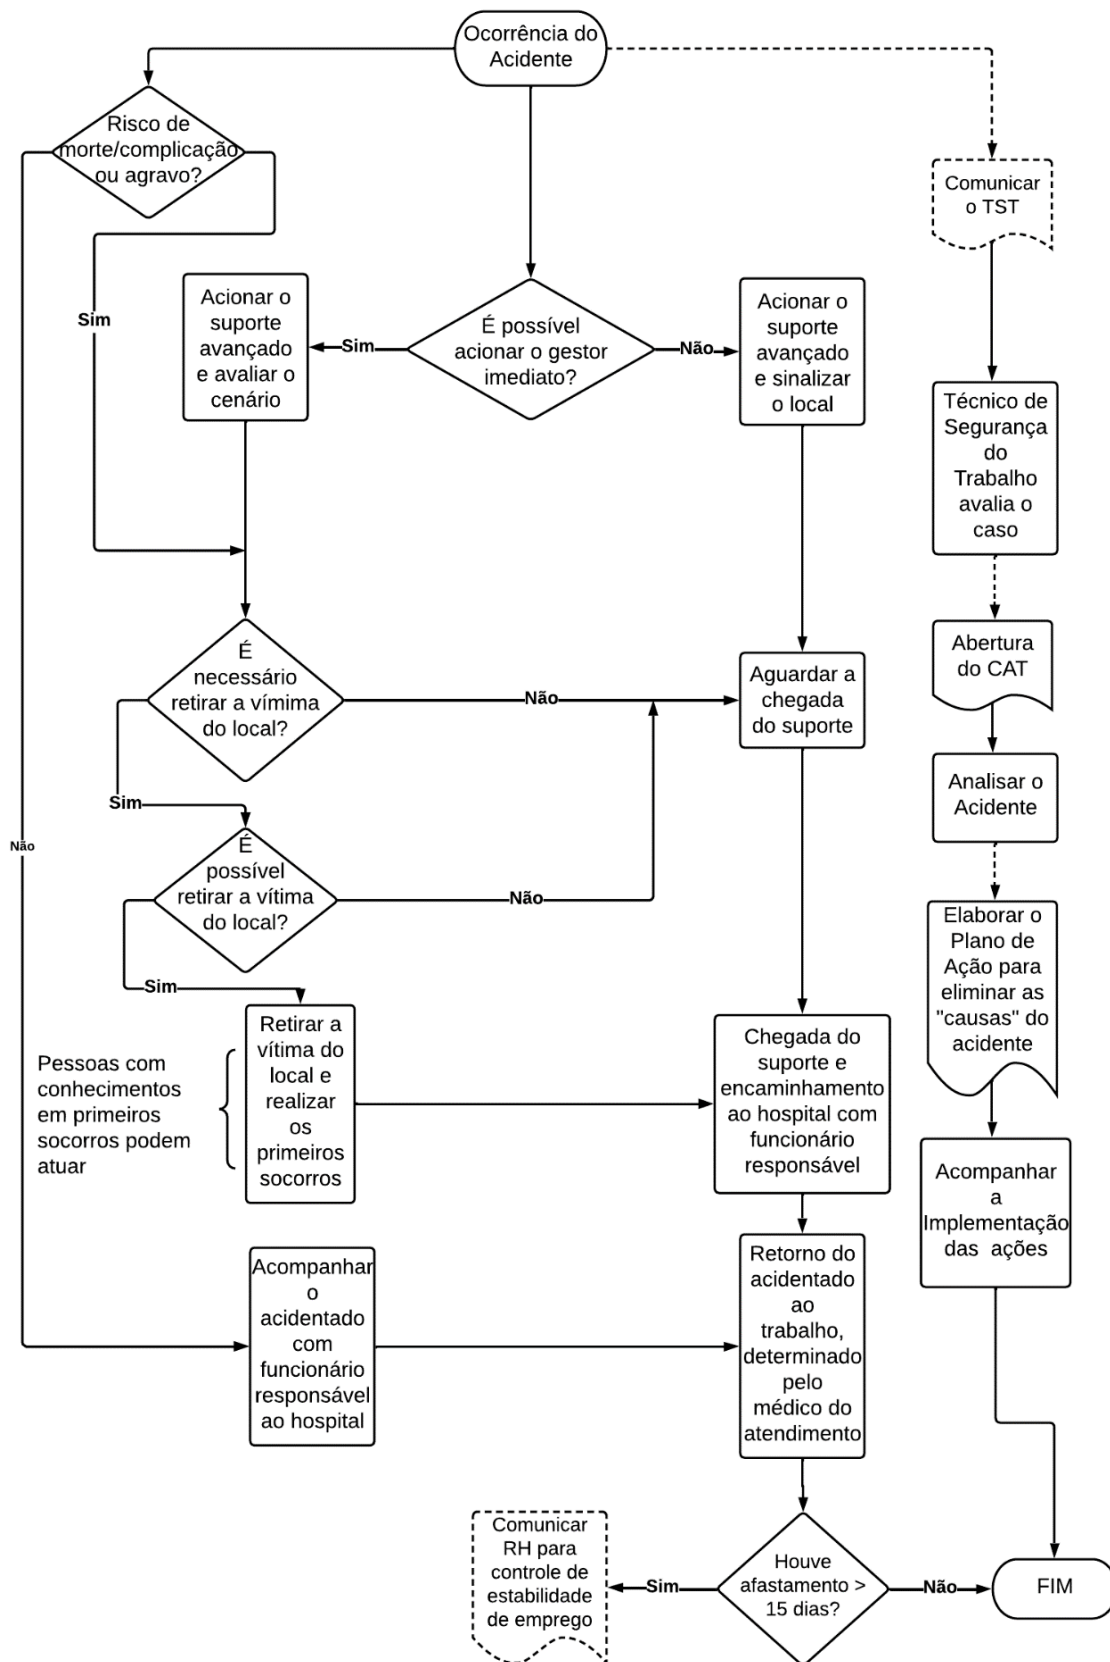 Ocorrência do
Acidente
Risco de
morte/complicação
ou agravo?
Comunicar
o TST
Sim
Acionar o
suporte
avançado
e avaliar o
cenário
Sim
É possível
acionar o gestor
imediato?
Não
Acionar o
suporte
avançado
e sinalizar
o local
Técnico de
Segurança
do
Trabalho
avalia o
caso
É
necessário
retirar a vímima
do local?
Não
Aguardar a
chegada
do suporte
Abertura
do CAT
Sim
Analisar o
Acidente
Não
É
possível
retirar a vítima
do local?
Não
Elaborar o
Plano de
Ação para
eliminar as
"causas" do
acidente
Sim
Pessoas com
conhecimentos
em primeiros
socorros podem
atuar
Retirar a
vítima do
local e
realizar
os
primeiros
socorros
Chegada do
suporte e
encaminhamento
ao hospital com
funcionário
responsável
Acompanhar
a
Implementação
das ações
Acompanhar
o
acidentado
com
funcionário
responsável
ao hospital
Retorno do
acidentado
ao
trabalho,
determinado
pelo
médico do
atendimento
Comunicar
RH para
controle de
estabilidade
de emprego
Sim
Houve
afastamento >
15 dias?
Não
FIM